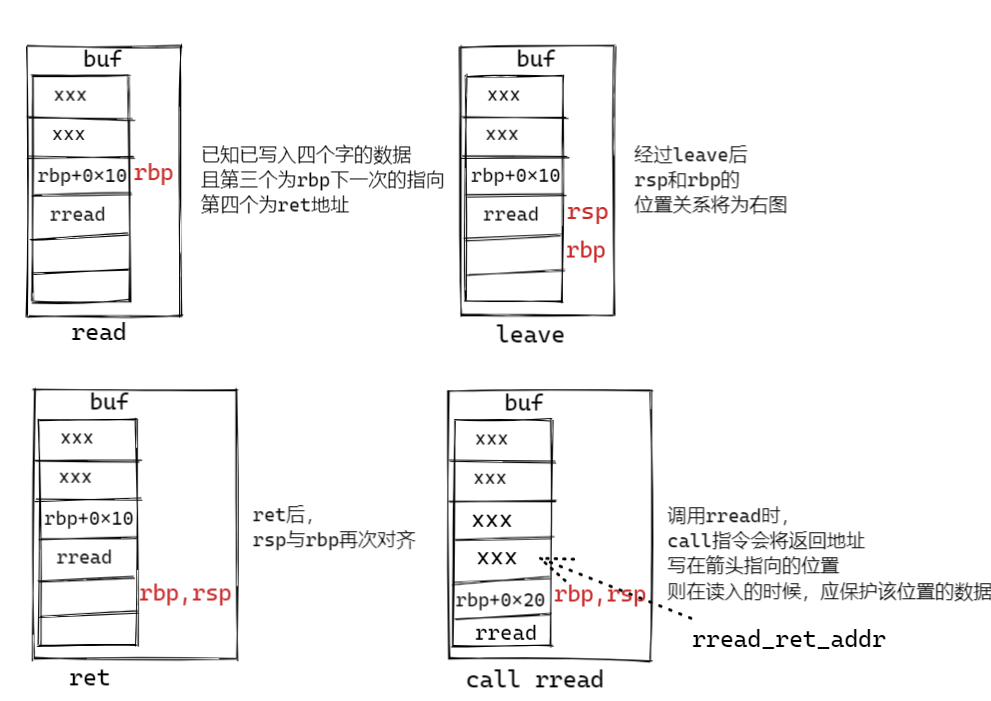 buf
xxx
xxx
rbp+0×10
rbp
rread
read
已知已写入四个字的数据
且第三个为rbp下一次的指向
第四个为ret地址
buf
xxx
xxx
rbp+0×10
rread
rsp
rbp
leave
经过leave后
rsp和rbp的
位置关系将为右图
buf
xxx
xxx
rbp+0×10
rread
rbp,rsp
ret
ret后，
rsp与rbp再次对齐
buf
xxx
xxx
xxx
xxx
rbp+0×20
rbp,rsp
rread
call rread
调用rread时，
call指令会将返回地址
写在箭头指向的位置
则在读入的时候，应保护该位置的数据
rread_ret_addr